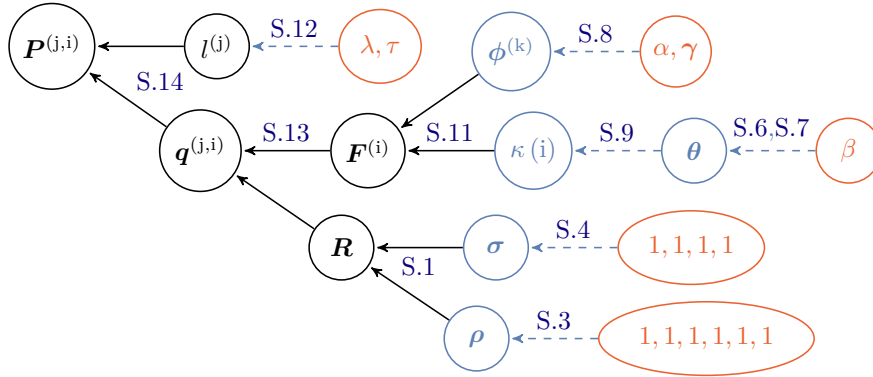 P^{(j,i)} l^{(j)} S.12 λ, τ ϕ^{(k)} S.8 α, γ
S.14
q^{(j,i)} S.13 F^{(i)} S.11 κ (i) S.9 θ S.6,S.7 β
R S.1 σ S.4 1, 1, 1, 1
ρ S.3 1, 1, 1, 1, 1, 1